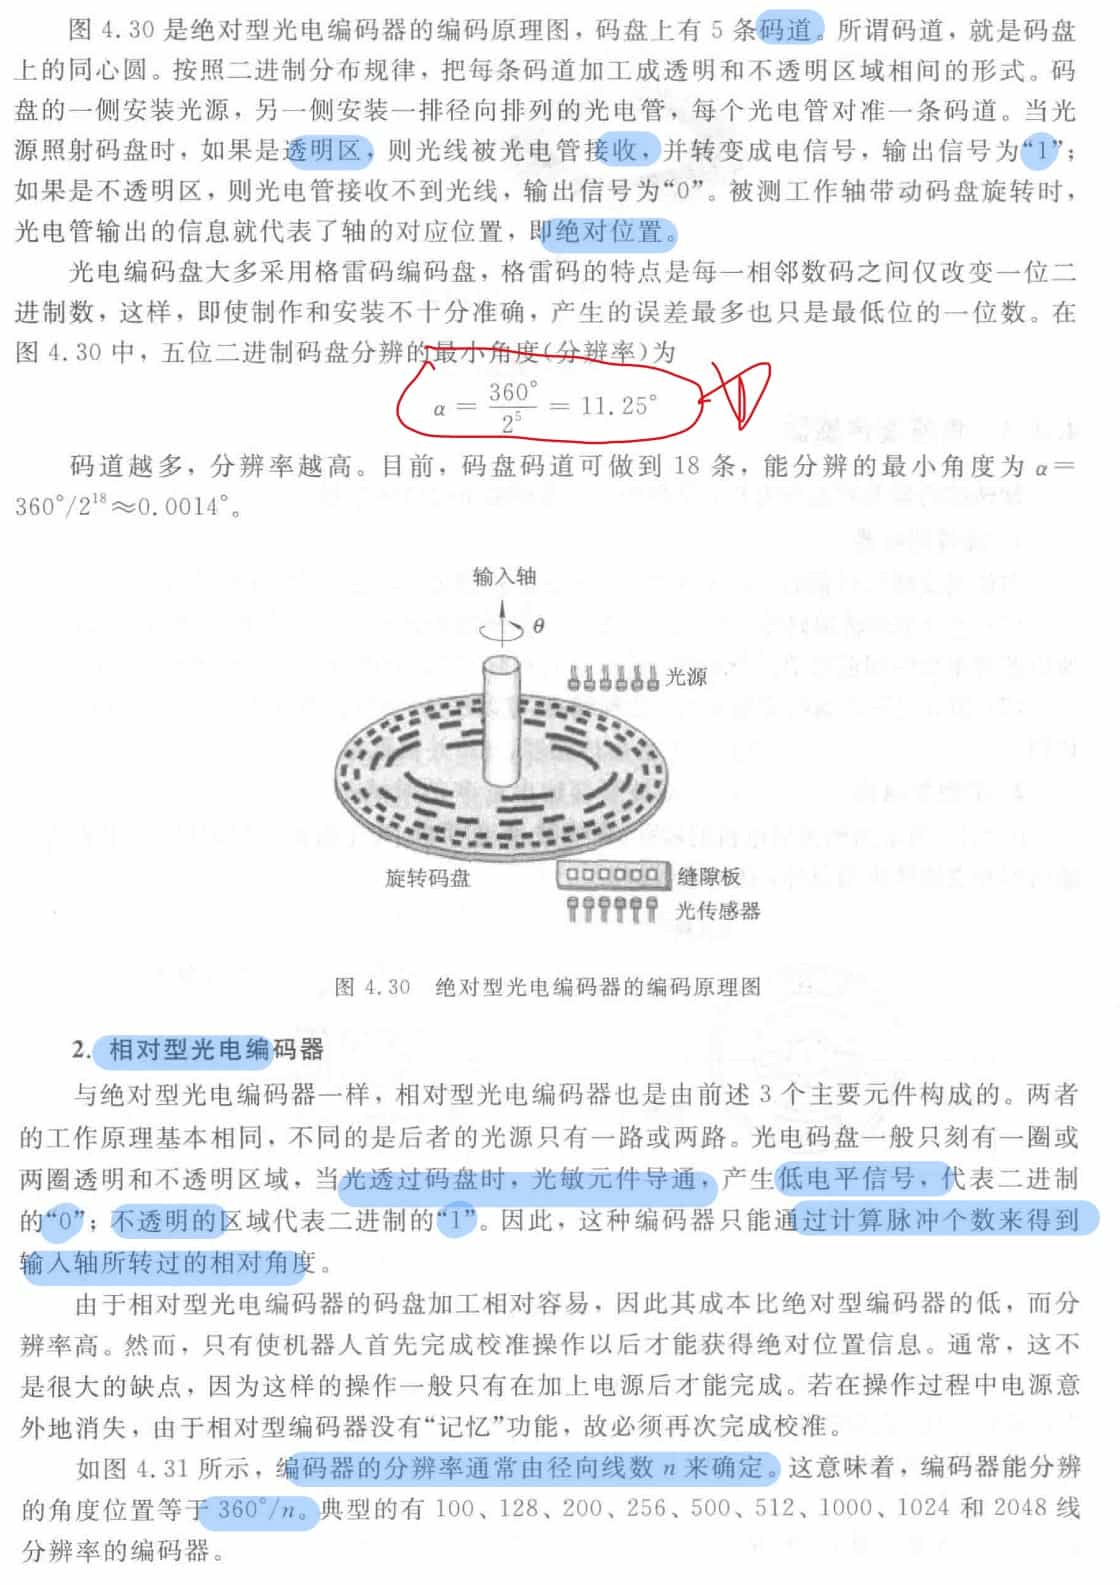 图 4.30 是绝对型光电编码器的编码原理图，码盘上有 5 条码道。所谓码道，就是码盘
上的同心圆。按照二进制分布规律，把每条码道加工成透明和不透明区域相间的形式。码
盘的一侧安装光源，另一侧安装一排径向排列的光电管，每个光电管对准一条码道。当光
源照射码盘时，如果是透明区，则光线被光电管接收，并转变成电信号，输出信号为“1”；
如果是不透明区，则光电管接收不到光线，输出信号为“0”。被测工作轴带动码盘旋转时，
光电管输出的信息就代表了轴的对应位置，即绝对位置。
光电编码盘大多采用格雷码编码盘，格雷码的特点是每一相邻数码之间仅改变一位二
进制数，这样，即使制作和安装不十分准确，产生的误差最多也只是最低位的一位数。在
图 4.30 中，五位二进制码盘分辨的最小角度(分辨率)为
α = 360°/2⁵ = 11.25°
码道越多，分辨率越高。目前，码盘码道可做到 18 条，能分辨的最小角度为 α＝
360°/2¹⁸≈0.0014°。
输入轴
θ
光源
旋转码盘
缝隙板
光传感器
图 4.30 绝对型光电编码器的编码原理图
2. 相对型光电编码器
与绝对型光电编码器一样，相对型光电编码器也是由前述 3 个主要元件构成的。两者
的工作原理基本相同，不同的是后者的光源只有一路或两路。光电码盘一般只刻有一圈或
两圈透明和不透明区域，当光透过码盘时，光敏元件导通，产生低电平信号，代表二进制
的“0”；不透明的区域代表二进制的“1”。因此，这种编码器只能通过计算脉冲个数来得到
输入轴所转过的相对角度。
由于相对型光电编码器的码盘加工相对容易，因此其成本比绝对型编码器的低，而分
辨率高。然而，只有使机器人首先完成校准操作以后才能获得绝对位置信息。通常，这不
是很大的缺点，因为这样的操作一般只有在加上电源后才能完成。若在操作过程中电源意
外地消失，由于相对型编码器没有“记忆”功能，故必须再次完成校准。
如图 4.31 所示，编码器的分辨率通常由径向线数 n 来确定。这意味着，编码器能分辨
的角度位置等于 360°/n。典型的有 100、128、200、256、500、512、1000、1024 和 2048 线
分辨率的编码器。